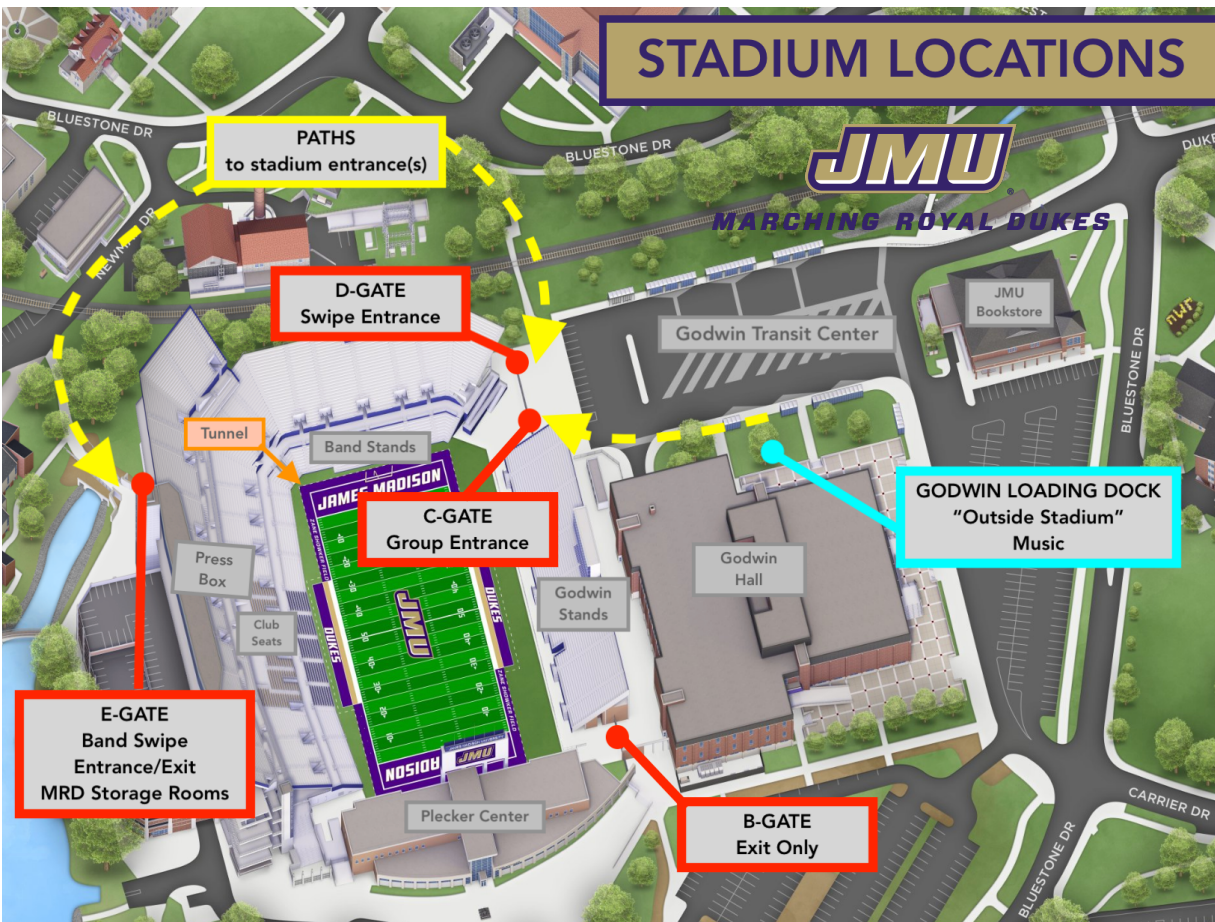 STADIUM LOCATIONS
JMU
MARCHING ROYAL DUKES
BLUESTONE DR
PATHS
to stadium entrance(s)
BLUESTONE DR
NEWMAN DR
D-GATE
Swipe Entrance
Godwin Transit Center
JMU
Bookstore
BLUESTONE DR
Tunnel
Band Stands
JAMES MADISON
C-GATE
Group Entrance
GODWIN LOADING DOCK
“Outside Stadium”
Music
Press
Box
Club
Seats
JMU
DUKES
DUKES
Godwin
Stands
Godwin
Hall
E-GATE
Band Swipe
Entrance/Exit
MRD Storage Rooms
JMU
ADISON
Plecker Center
B-GATE
Exit Only
CARRIER DR
BLUESTONE DR